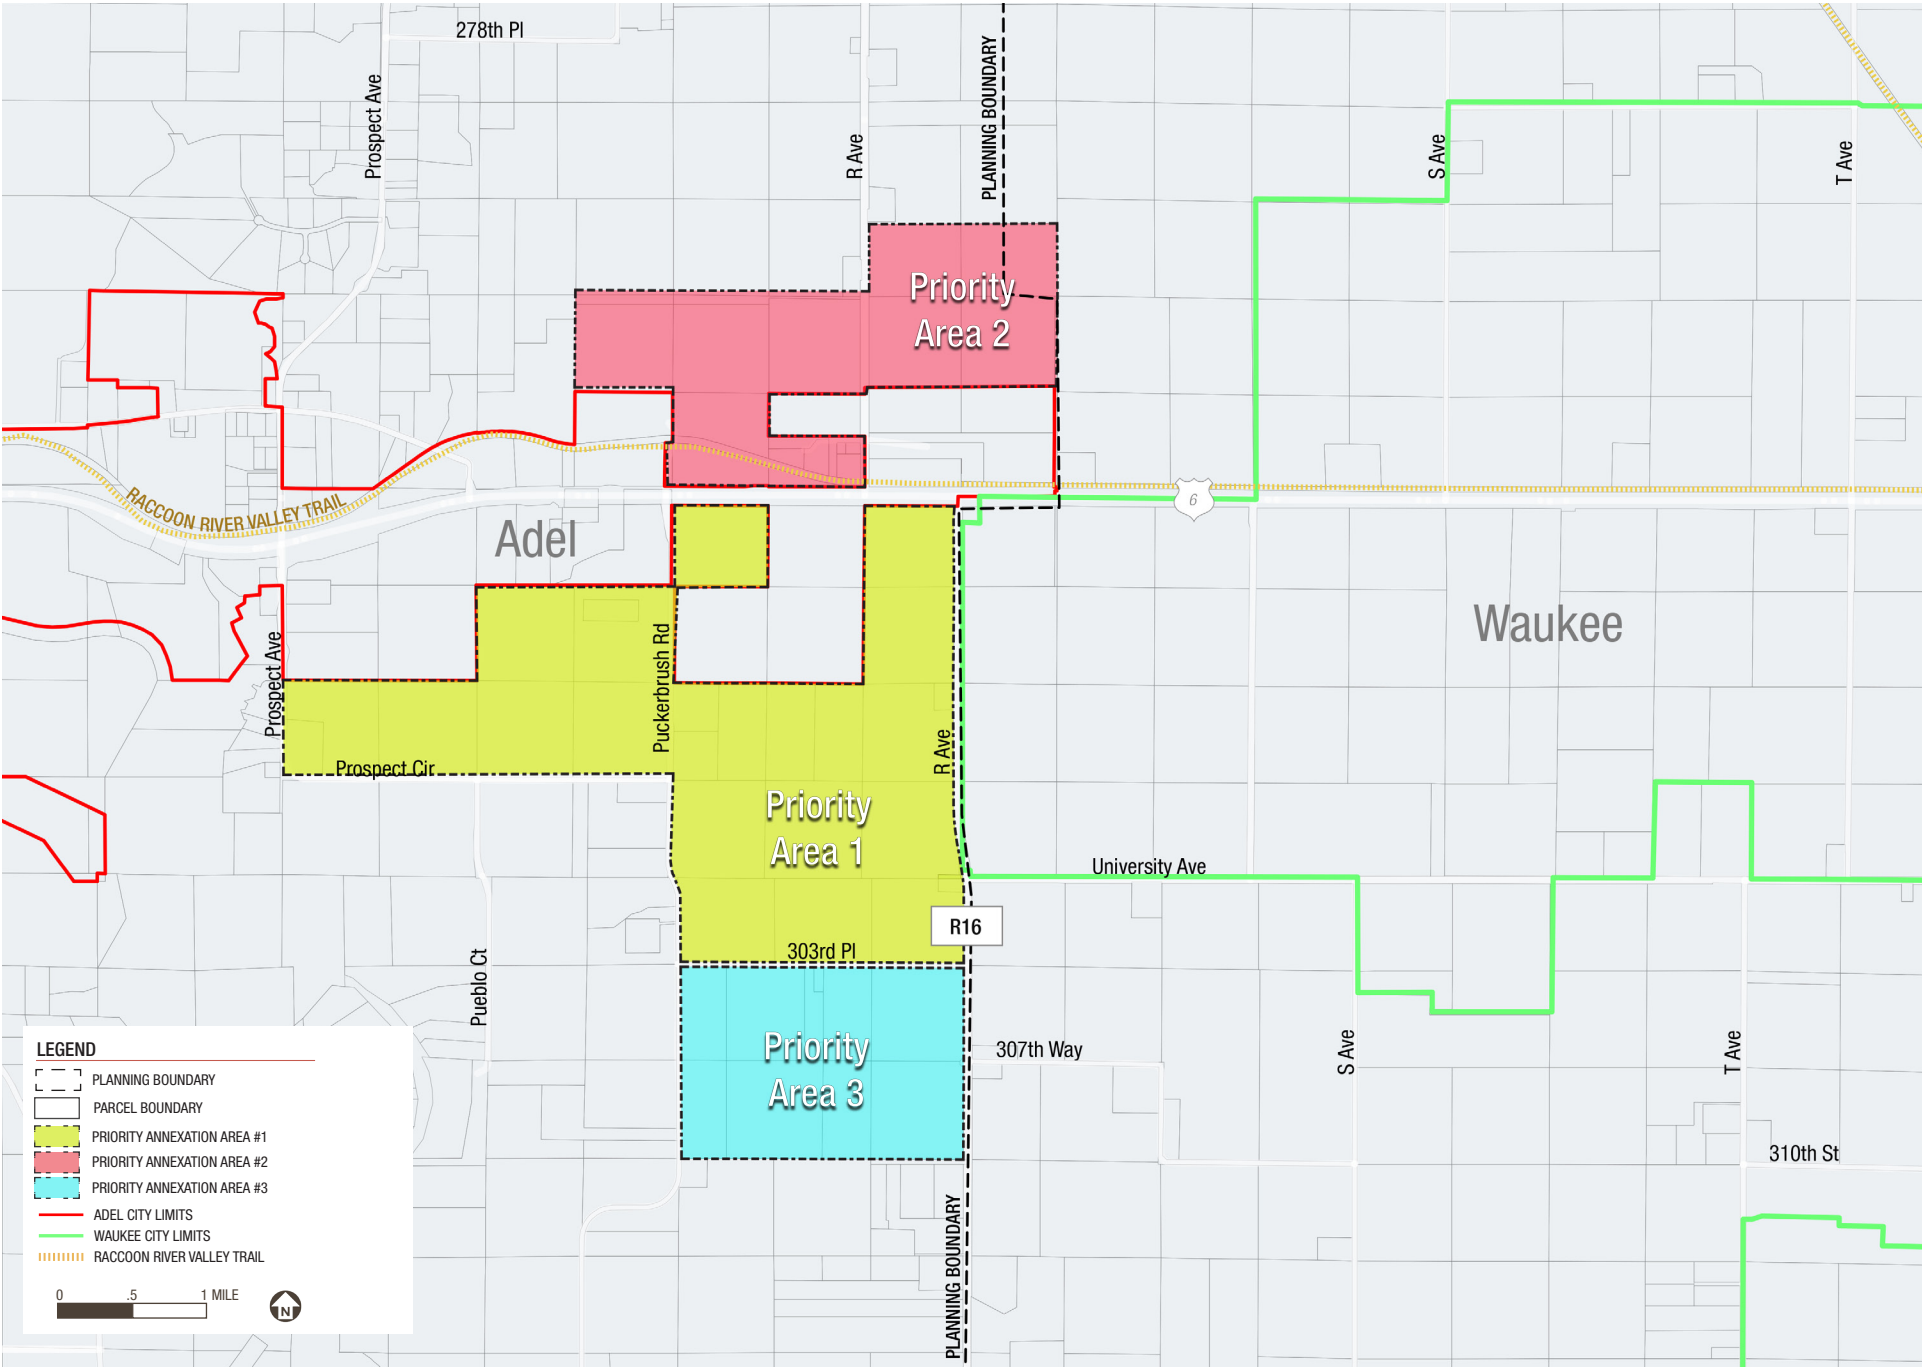 278th Pl
Prospect Ave
R Ave
PLANNING BOUNDARY
S Ave
T Ave
Priority
Area 2
RACCOON RIVER VALLEY TRAIL
6
Adel
Waukee
Prospect Ave
Puckerbrush Rd
R Ave
Prospect Cir
Priority
Area 1
University Ave
R16
303rd Pl
Pueblo Ct
Priority
Area 3
307th Way
S Ave
T Ave
310th St
PLANNING BOUNDARY
LEGEND
PLANNING BOUNDARY
PARCEL BOUNDARY
PRIORITY ANNEXATION AREA #1
PRIORITY ANNEXATION AREA #2
PRIORITY ANNEXATION AREA #3
ADEL CITY LIMITS
WAUKEE CITY LIMITS
RACCOON RIVER VALLEY TRAIL
0 .5 1 MILE
N